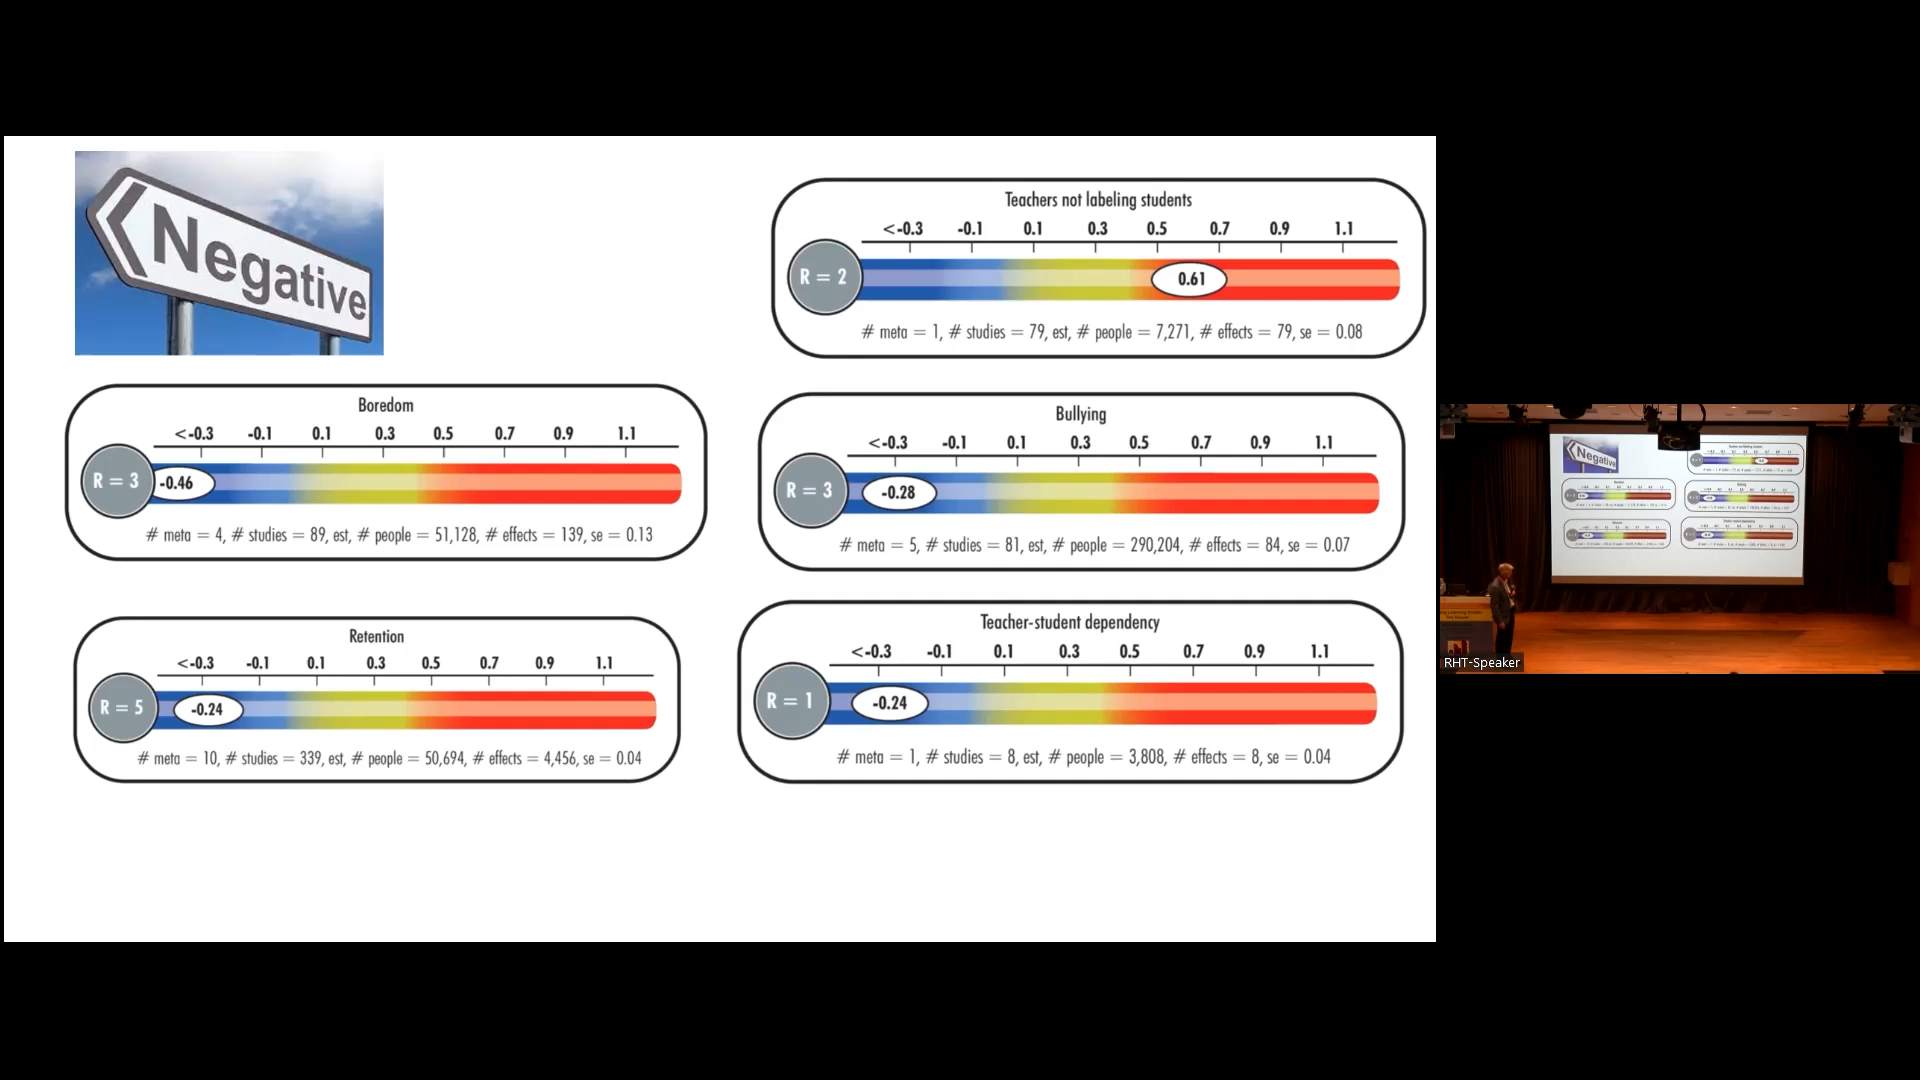 Negative
Teachers not labeling students
<-0.3 -0.1 0.1 0.3 0.5 0.7 0.9 1.1
R = 2
0.61
# meta = 1, # studies = 79, est, # people = 7,271, # effects = 79, se = 0.08
Boredom
<-0.3 -0.1 0.1 0.3 0.5 0.7 0.9 1.1
R = 3
-0.46
# meta = 4, # studies = 89, est, # people = 51,128, # effects = 139, se = 0.13
Bullying
<-0.3 -0.1 0.1 0.3 0.5 0.7 0.9 1.1
R = 3
-0.28
# meta = 5, # studies = 81, est, # people = 290,204, # effects = 84, se = 0.07
Retention
<-0.3 -0.1 0.1 0.3 0.5 0.7 0.9 1.1
R = 5
-0.24
# meta = 10, # studies = 339, est, # people = 50,694, # effects = 4,456, se = 0.04
Teacher-student dependency
<-0.3 -0.1 0.1 0.3 0.5 0.7 0.9 1.1
R = 1
-0.24
# meta = 1, # studies = 8, est, # people = 3,808, # effects = 8, se = 0.04
Negative
RHT-Speaker